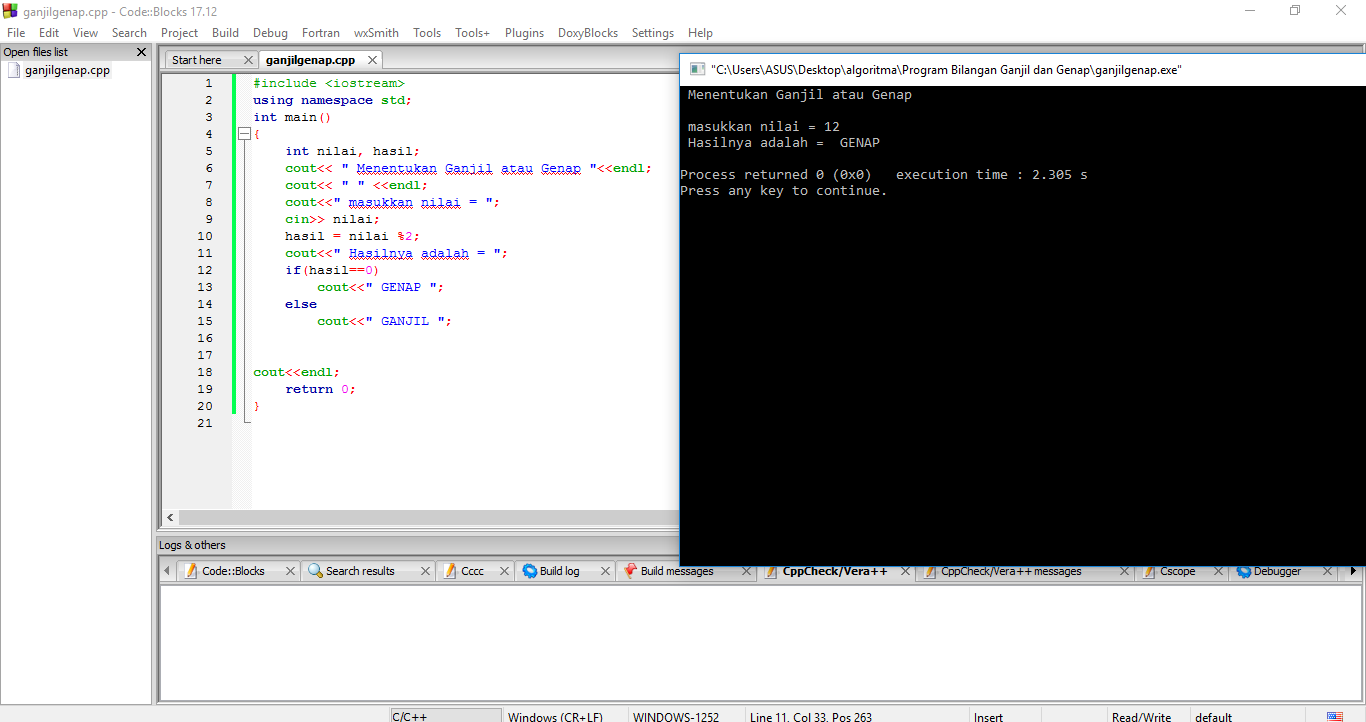 ganjilgenap.cpp - Code::Blocks 17.12
File Edit View Search Project Build Debug Fortran wxSmith Tools Tools+ Plugins DoxyBlocks Settings Help
Open files list
ganjilgenap.cpp
Start here ganjilgenap.cpp
1 #include <iostream>
2 using namespace std;
3 int main()
4 {
5 int nilai, hasil;
6 cout<< " Menentukan Ganjil atau Genap "<<endl;
7 cout<< " " <<endl;
8 cout<<" masukkan nilai = ";
9 cin>> nilai;
10 hasil = nilai %2;
11 cout<<" Hasilnya adalah = ";
12 if(hasil==0)
13 cout<<" GENAP ";
14 else
15 cout<<" GANJIL ";
16
17
18 cout<<endl;
19 return 0;
20 }
21
"C:\Users\ASUS\Desktop\algoritma\Program Bilangan Ganjil dan Genap\ganjilgenap.exe"
Menentukan Ganjil atau Genap
masukkan nilai = 12
Hasilnya adalah =  GENAP
Process returned 0 (0x0)   execution time : 2.305 s
Press any key to continue.
Logs & others
Code::Blocks Search results Cccc Build log Build messages CppCheck/Vera++ CppCheck/Vera++ messages Cscope Debugger
C/C++ Windows (CR+LF) WINDOWS-1252 Line 11, Col 33, Pos 263 Insert Read/Write default